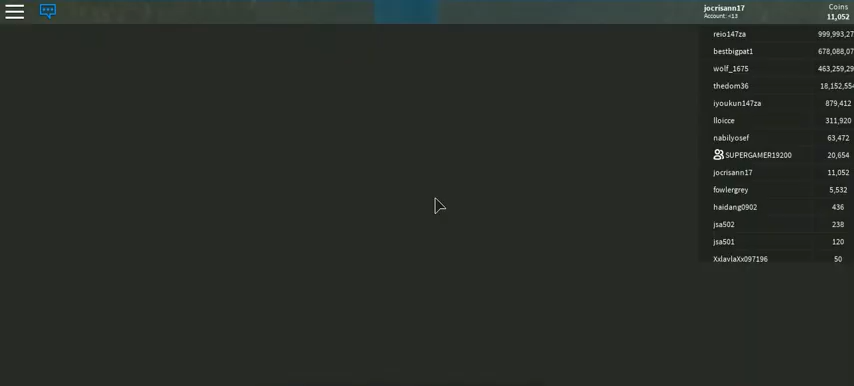 jocrisann17
Account: <13
Coins
11,052
reio147za 999,993,27
bestbigpat1 678,088,07
wolf_1675 463,259,29
thedom36 18,152,554
iyoukun147za 879,412
lloicce 311,920
nabilyosef 63,472
SUPERGAMER19200 20,654
jocrisann17 11,052
fowlergrey 5,532
haidang0902 436
jsa502 238
jsa501 120
XxlavlaXx097196 50